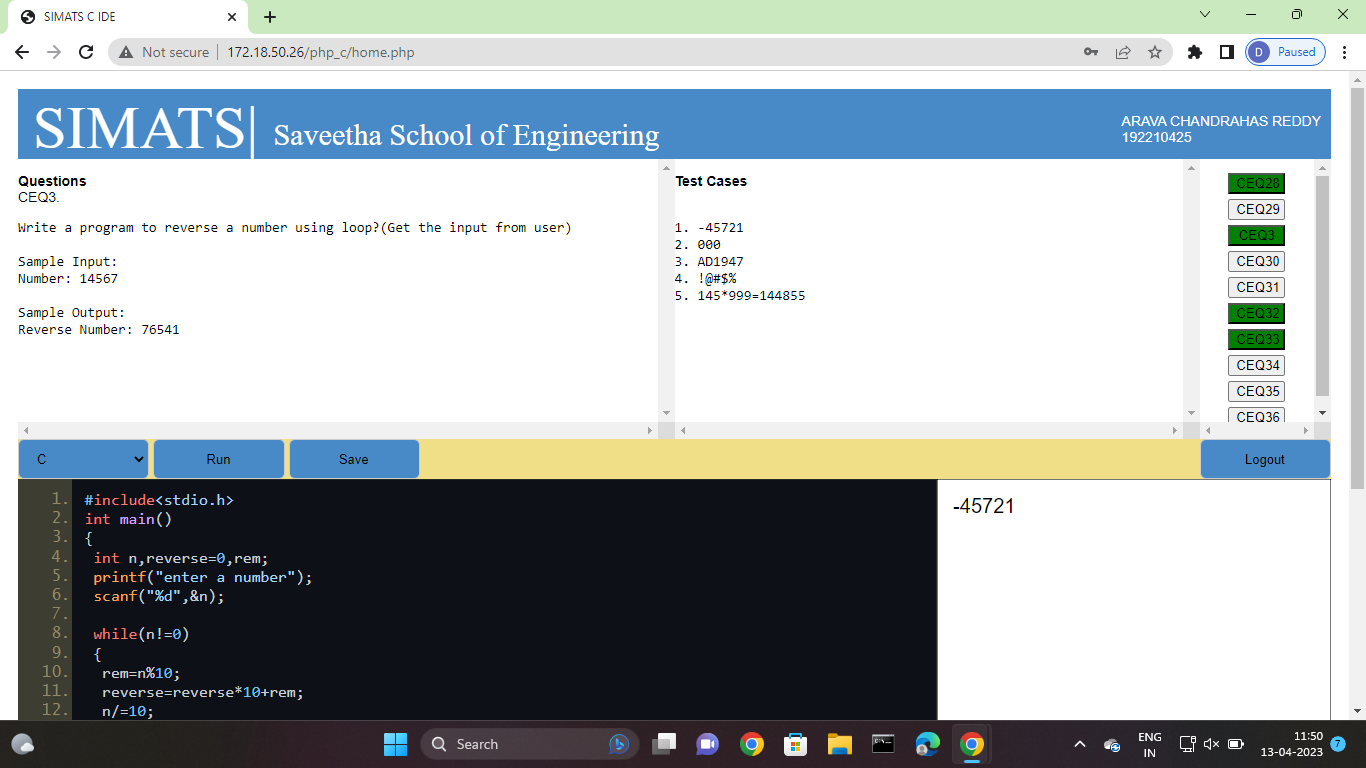 SIMATS C IDE
Not secure
172.18.50.26/php_c/home.php
D Paused
SIMATS| Saveetha School of Engineering
ARAVA CHANDRAHAS REDDY
192210425
Questions
CEQ3.
Write a program to reverse a number using loop?(Get the input from user)
Sample Input:
Number: 14567
Sample Output:
Reverse Number: 76541
Test Cases
1. -45721
2. 000
3. AD1947
4. !@#$%
5. 145*999=144855
CEQ28
CEQ29
CEQ3
CEQ30
CEQ31
CEQ32
CEQ33
CEQ34
CEQ35
CEQ36
C
Run
Save
Logout
1. #include<stdio.h>
2. int main()
3. {
4. int n,reverse=0,rem;
5. printf("enter a number");
6. scanf("%d",&n);
7.
8. while(n!=0)
9. {
10. rem=n%10;
11. reverse=reverse*10+rem;
12. n/=10;
-45721
Search
ENG
IN
11:50
13-04-2023
7